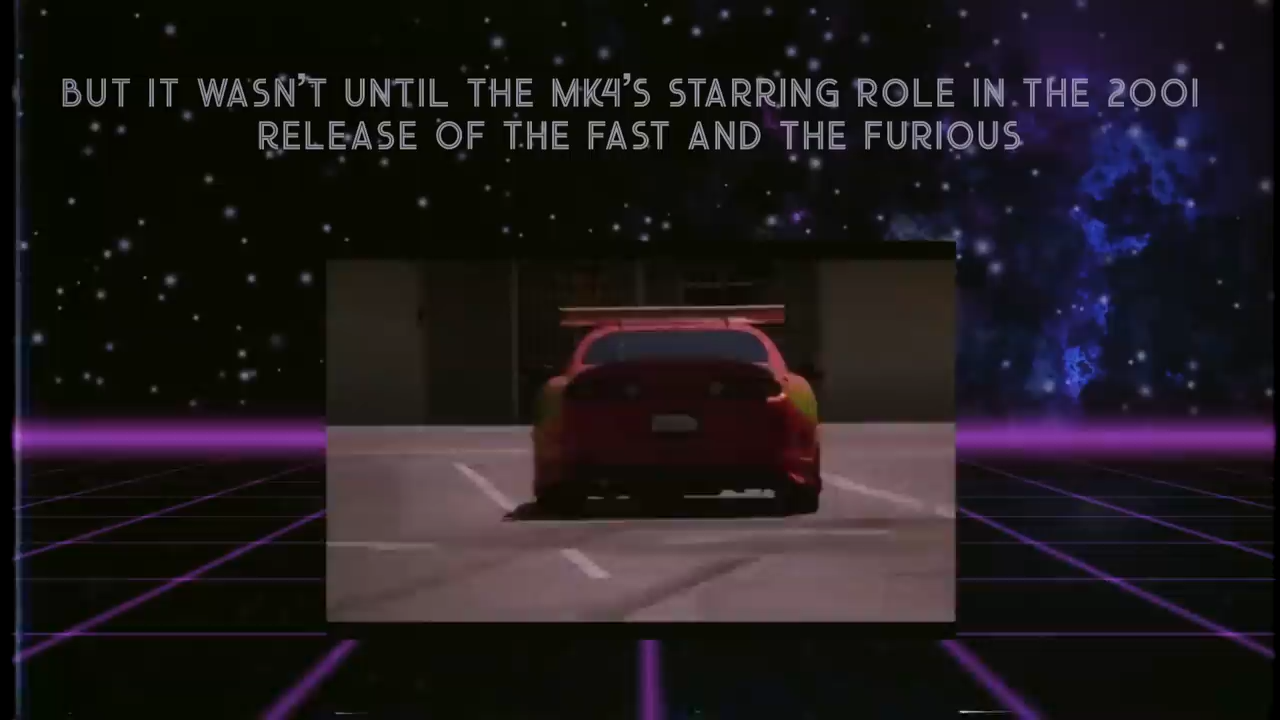 BUT IT WASN'T UNTIL THE MK4'S STARRING ROLE IN THE 2001
RELEASE OF THE FAST AND THE FURIOUS